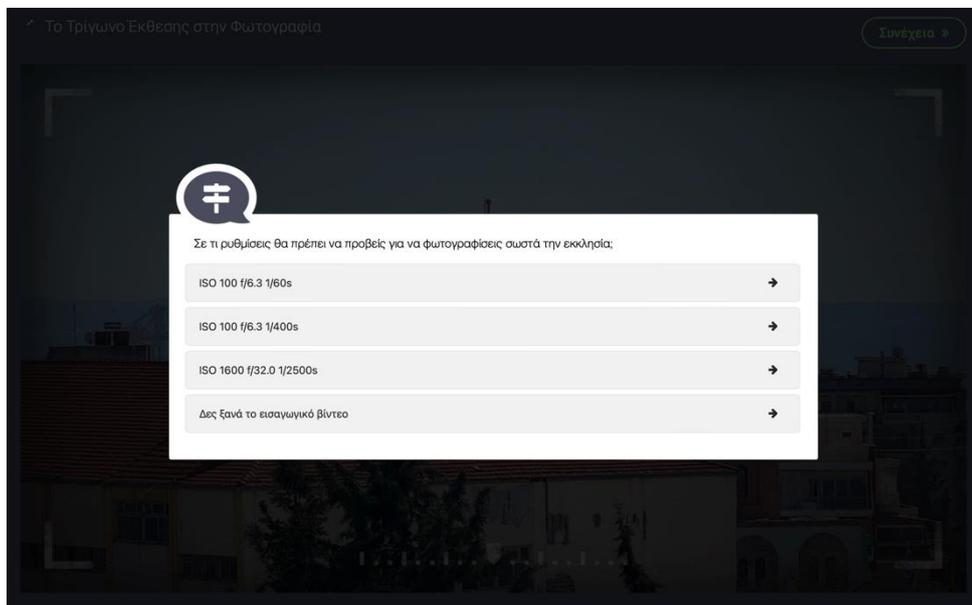 Το Τρίγωνο Έκθεσης στην Φωτογραφία
Συνέχεια »
Σε τι ρυθμίσεις θα πρέπει να προβείς για να φωτογραφίσεις σωστά την εκκλησία;
ISO 100 f/6.3 1/60s
ISO 100 f/6.3 1/400s
ISO 1600 f/32.0 1/2500s
Δες ξανά το εισαγωγικό βίντεο